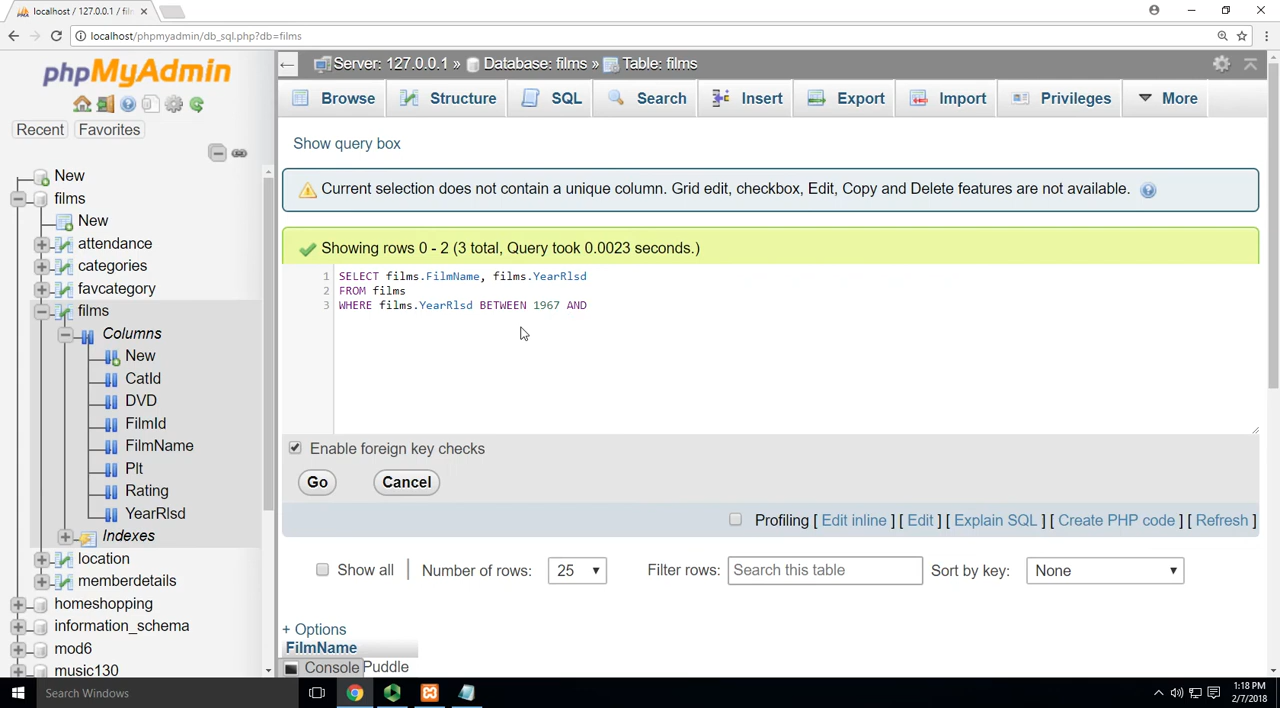 localhost / 127.0.0.1 / fil
localhost/phpmyadmin/db_sql.php?db=films
phpMyAdmin
Recent Favorites
New
films
New
attendance
categories
favcategory
films
Columns
New
CatId
DVD
FilmId
FilmName
Plt
Rating
YearRlsd
Indexes
location
memberdetails
homeshopping
information_schema
mod6
music130
Server: 127.0.0.1 » Database: films » Table: films
Browse Structure SQL Search Insert Export Import Privileges More
Show query box
Current selection does not contain a unique column. Grid edit, checkbox, Edit, Copy and Delete features are not available.
Showing rows 0 - 2 (3 total, Query took 0.0023 seconds.)
1 SELECT films.FilmName, films.YearRlsd
2 FROM films
3 WHERE films.YearRlsd BETWEEN 1967 AND
Enable foreign key checks
Go Cancel
Profiling [ Edit inline ] [ Edit ] [ Explain SQL ] [ Create PHP code ] [ Refresh ]
Show all | Number of rows: 25 Filter rows: Search this table Sort by key: None
+ Options
FilmName
Console Puddle
Search Windows
1:18 PM
2/7/2018